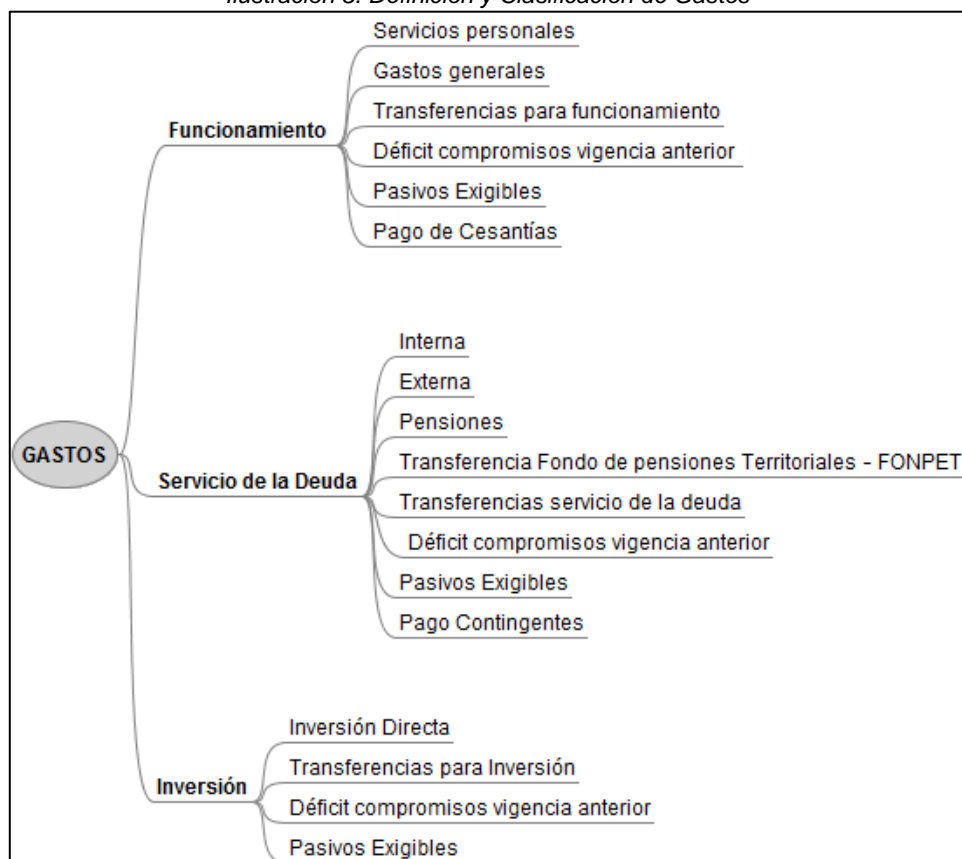 Ilustración 3. Definición y Clasificación de Gastos
Servicios personales
Gastos generales
Transferencias para funcionamiento
Funcionamiento
Déficit compromisos vigencia anterior
Pasivos Exigibles
Pago de Cesantías
Interna
Externa
Pensiones
GASTOS
Transferencia Fondo de pensiones Territoriales - FONPET
Servicio de la Deuda
Transferencias servicio de la deuda
Déficit compromisos vigencia anterior
Pasivos Exigibles
Pago Contingentes
Inversión Directa
Transferencias para Inversión
Inversión
Déficit compromisos vigencia anterior
Pasivos Exigibles